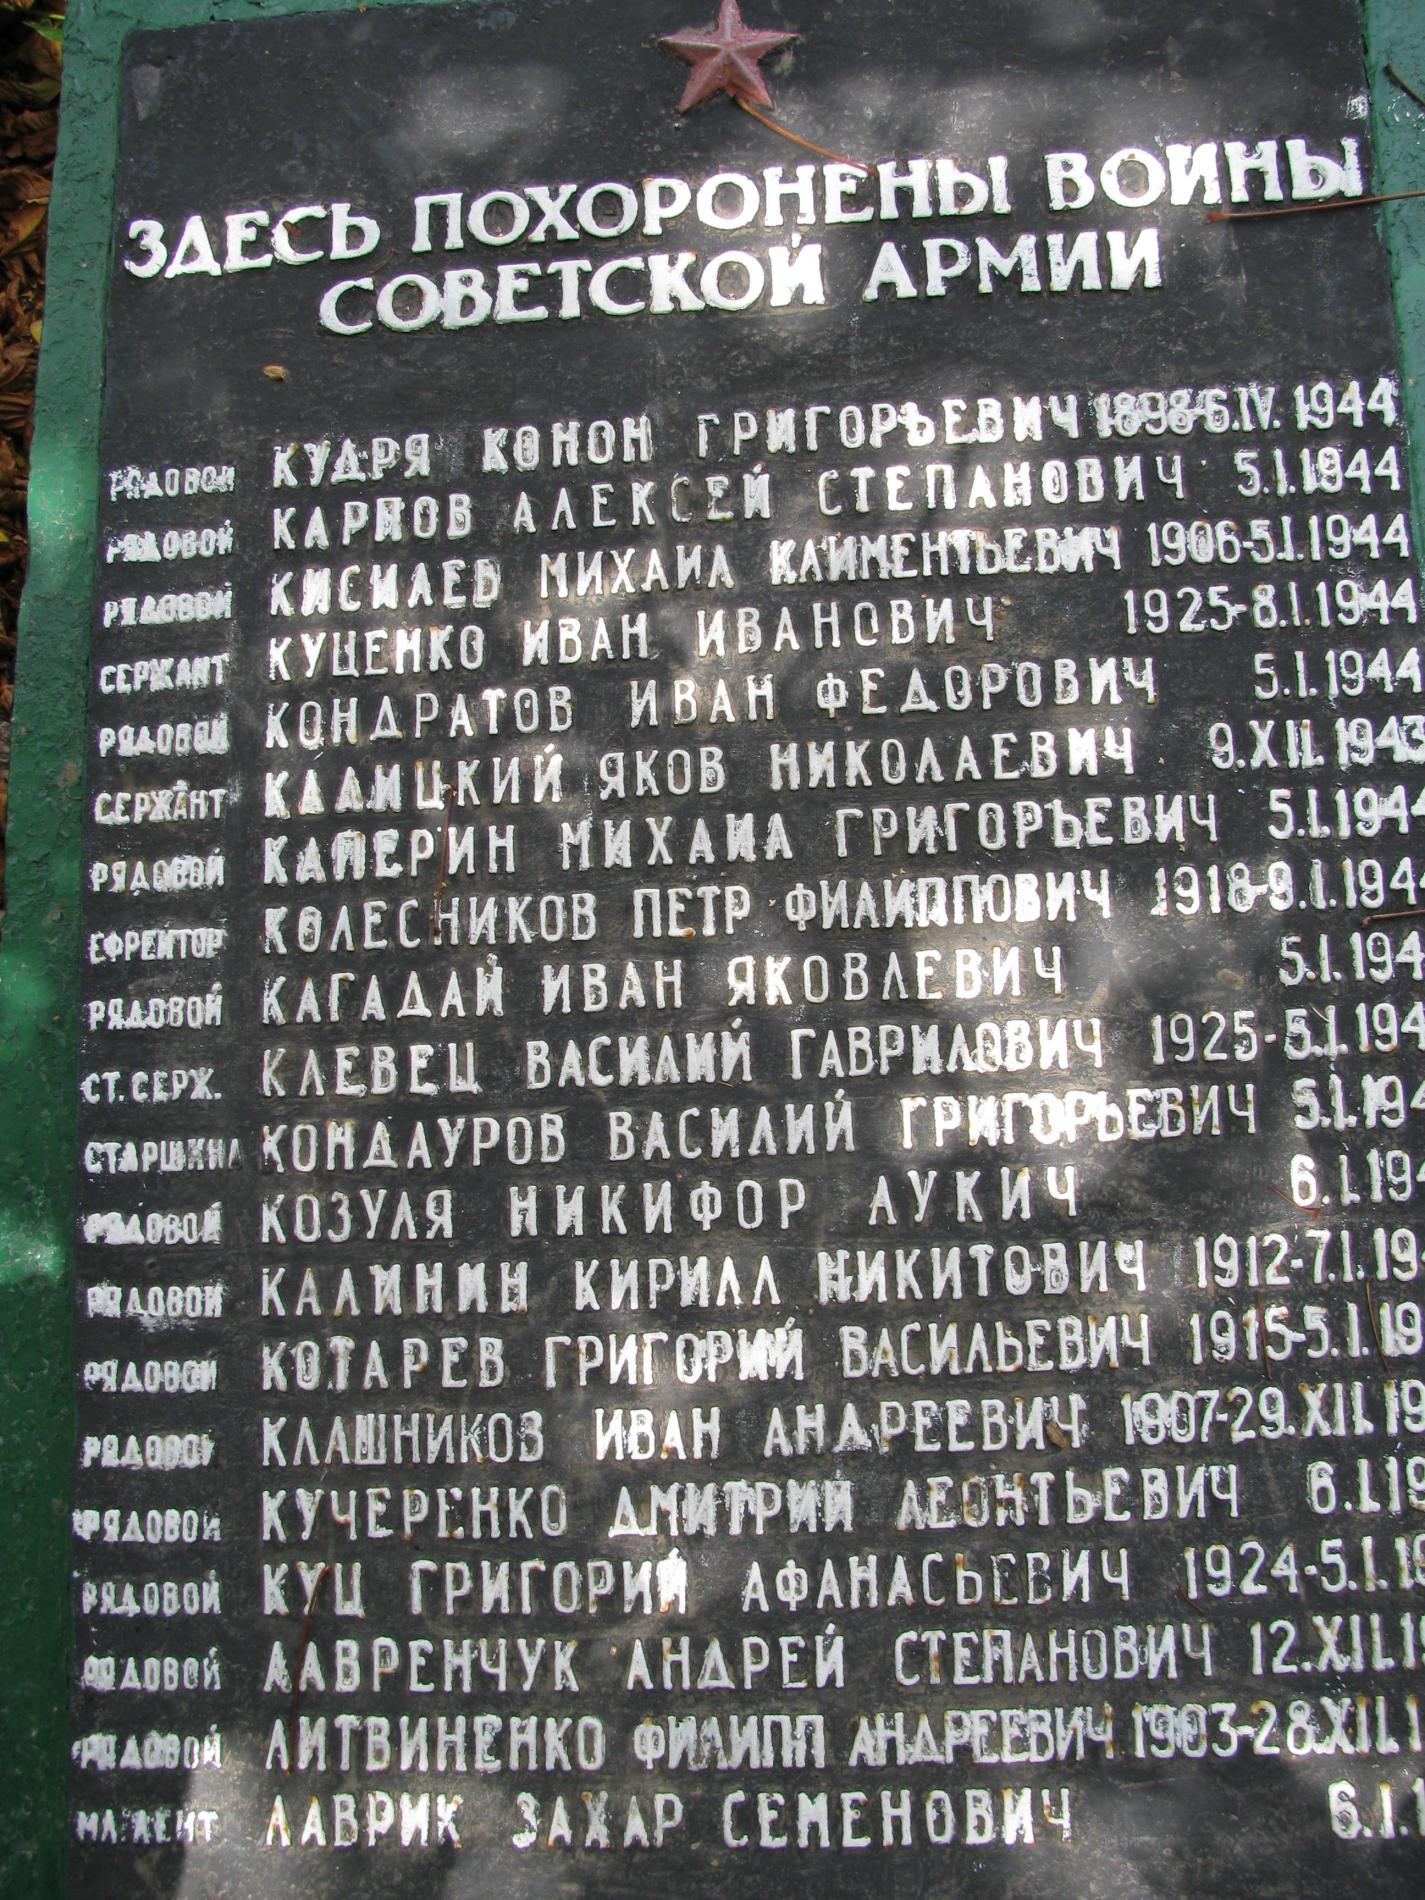 ЗДЕСЬ ПОХОРОНЕНЫ ВОИНЫ
СОВЕТСКОЙ АРМИИ
РЯДОВОЙ КУДРЯ КОНОН ГРИГОРЬЕВИЧ 1898-6.IV.1944
РЯДОВОЙ КАРПОВ АЛЕКСЕЙ СТЕПАНОВИЧ 5.I.1944
РЯДОВОЙ КИСИЛЕВ МИХАИЛ КЛИМЕНТЬЕВИЧ 1906-5.I.1944
СЕРЖАНТ КУЦЕНКО ИВАН ИВАНОВИЧ 1925-8.I.1944
РЯДОВОЙ КОНДРАТОВ ИВАН ФЕДОРОВИЧ 5.I.1944
СЕРЖАНТ КАЛИЦКИЙ ЯКОВ НИКОЛАЕВИЧ 9.XII.1943
РЯДОВОЙ КАПЕРИН МИХАИЛ ГРИГОРЬЕВИЧ 5.I.1944
ЕФРЕЙТОР КОЛЕСНИКОВ ПЕТР ФИЛИППОВИЧ 1918-9.I.1944
РЯДОВОЙ КАГАДАЙ ИВАН ЯКОВЛЕВИЧ 5.I.194
СТ. СЕРЖ. КЛЕВЕЦ ВАСИЛИЙ ГАВРИЛОВИЧ 1925-5.I.194
СТАРШИНА КОНДАУРОВ ВАСИЛИЙ ГРИГОРЬЕВИЧ 5.I.194
РЯДОВОЙ КОЗУЛЯ НИКИФОР ЛУКИЧ 6.I.194
РЯДОВОЙ КАЛИНИН КИРИЛЛ НИКИТОВИЧ 1912-7.I.19
РЯДОВОЙ КОТАРЕВ ГРИГОРИЙ ВАСИЛЬЕВИЧ 1915-5.I.19
РЯДОВОЙ КЛАШНИКОВ ИВАН АНДРЕЕВИЧ 1907-29.XII.19
РЯДОВОЙ КУЧЕРЕНКО ДМИТРИЙ ЛЕОНТЬЕВИЧ 6.I.19
РЯДОВОЙ КУЦ ГРИГОРИЙ АФАНАСЬЕВИЧ 1924-5.I.19
РЯДОВОЙ ЛАВРЕНЧУК АНДРЕЙ СТЕПАНОВИЧ 12.XII.19
РЯДОВОЙ ЛИТВИНЕНКО ФИЛИПП АНДРЕЕВИЧ 1903-28.XII.1
ЛАВРИК ЗАХАР СЕМЕНОВИЧ 6.I.1